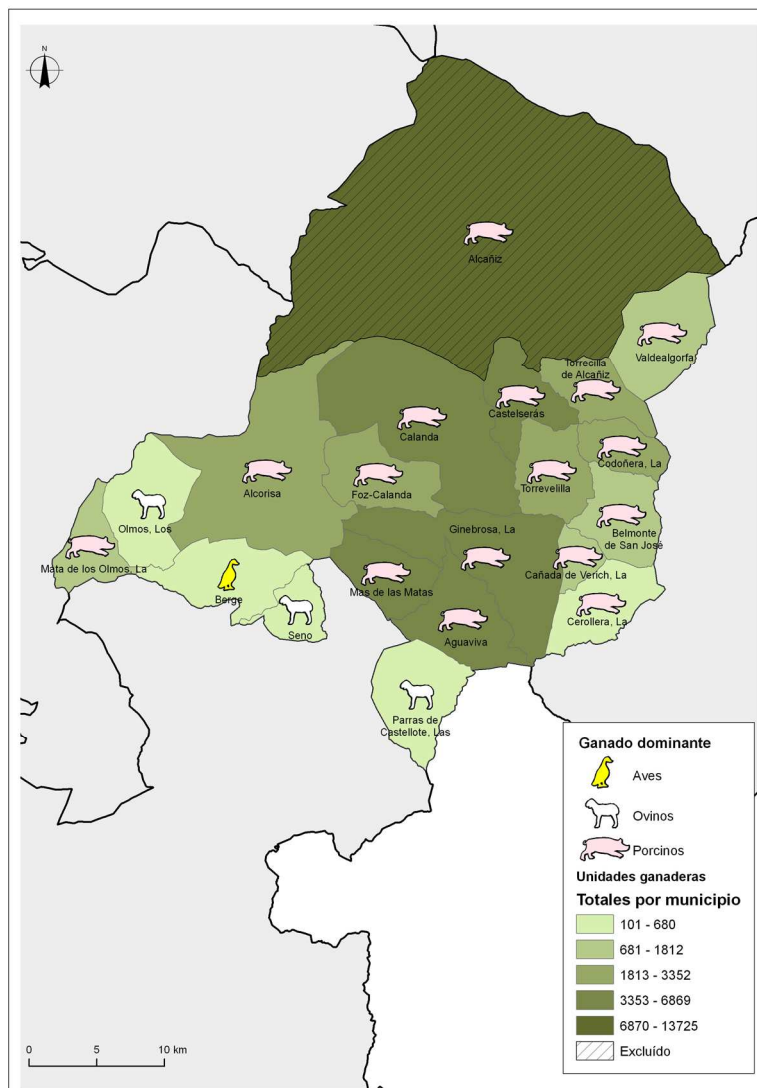 N
Alcañiz
Valdealgorfa
Torrecilla
de Alcañiz
Castelserás
Calanda
Codoñera, La
Alcorisa
Foz-Calanda
Torrevelilla
Olmos, Los
Ginebrosa, La
Belmonte
de San José
Mata de los Olmos, La
Cañada de Verich, La
Berge
Mas de las Matas
Cerollera, La
Seno
Aguaviva
Parras de
Castellote, Las
Ganado dominante
Aves
Ovinos
Porcinos
Unidades ganaderas
Totales por municipio
101 - 680
681 - 1812
1813 - 3352
3353 - 6869
6870 - 13725
Excluído
0 5 10 km